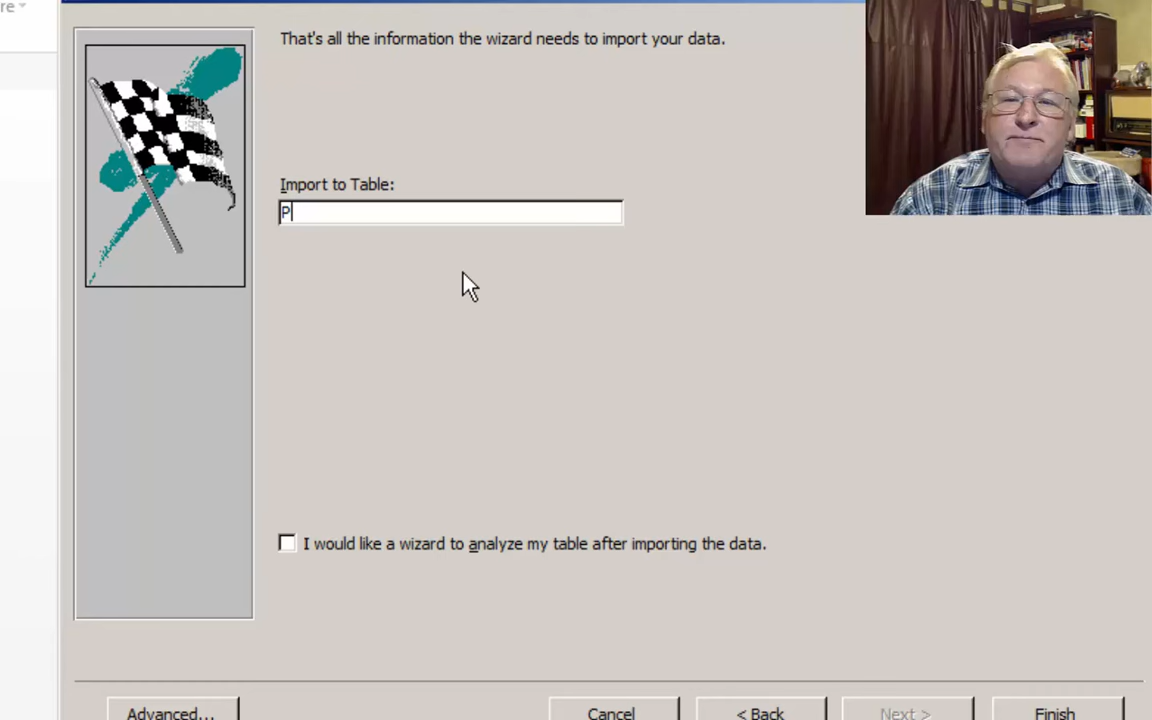 re
That's all the information the wizard needs to import your data.
Import to Table:
P
I would like a wizard to analyze my table after importing the data.
Advanced...
Cancel
< Back
Next >
Finish